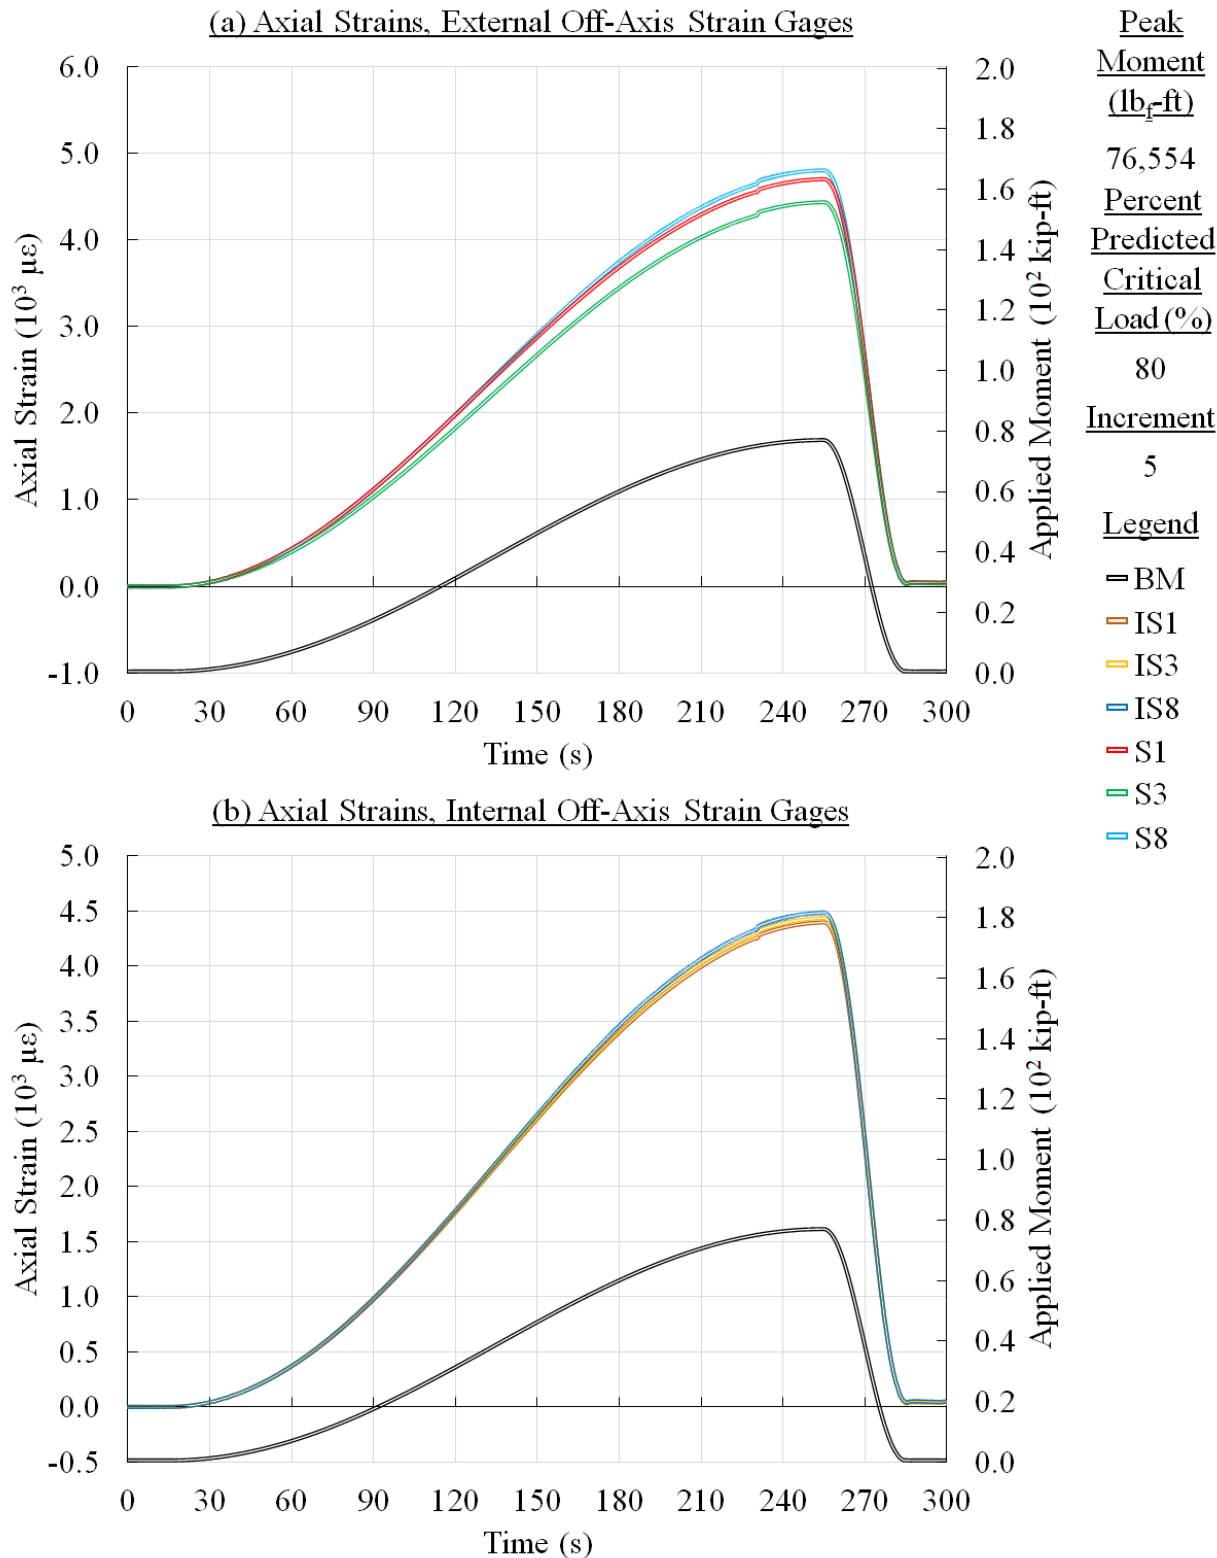 (a) Axial Strains, External Off-Axis Strain Gages
6.0
5.0
4.0
3.0
2.0
1.0
0.0
-1.0
Axial Strain (10³ με)
2.0
1.8
1.6
1.4
1.2
1.0
0.8
0.6
0.4
0.2
0.0
Applied Moment (10² kip-ft)
0 30 60 90 120 150 180 210 240 270 300
Time (s)
Peak
Moment
(lbf-ft)
76,554
Percent
Predicted
Critical
Load (%)
80
Increment
5
Legend
BM
IS1
IS3
IS8
S1
S3
S8
(b) Axial Strains, Internal Off-Axis Strain Gages
5.0
4.5
4.0
3.5
3.0
2.5
2.0
1.5
1.0
0.5
0.0
-0.5
Axial Strain (10³ με)
2.0
1.8
1.6
1.4
1.2
1.0
0.8
0.6
0.4
0.2
0.0
Applied Moment (10² kip-ft)
0 30 60 90 120 150 180 210 240 270 300
Time (s)